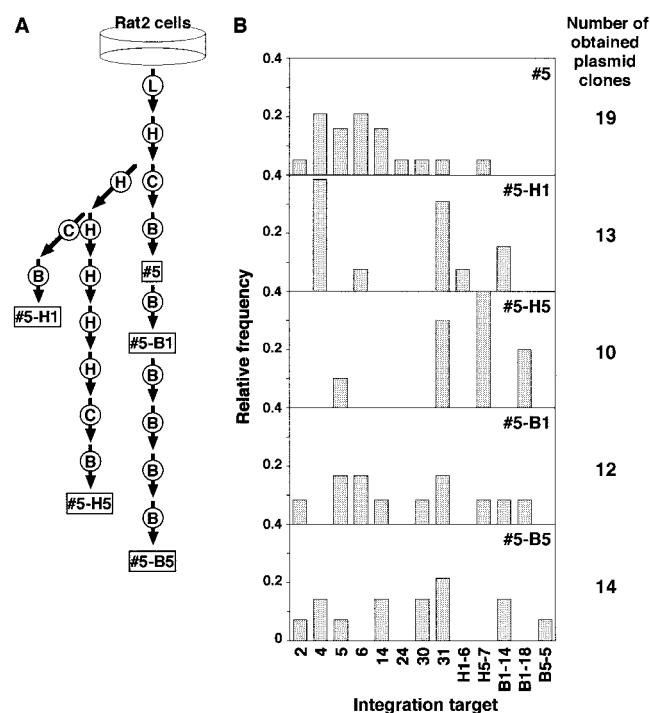 A
Rat2 cells
L
H
H
C
C
H
B
B
H
#5
#5-H1
H
B
#5-B1
H
B
C
B
B
B
#5-H5
B
#5-B5
B
Number of
obtained
plasmid
clones
Relative frequency
0.4
0.2
#5
19
0.4
#5-H1
13
0.4
0.2
#5-H5
10
0.4
0.2
#5-B1
12
0.4
0.2
#5-B5
14
0
2
4
5
6
14
24
30
31
H1-6
H5-7
B1-14
B1-18
B5-5
Integration target